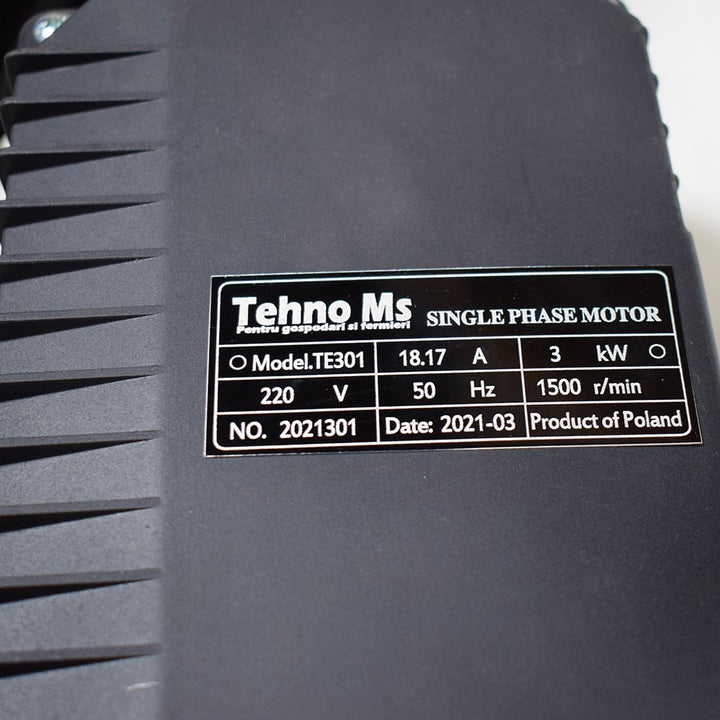 Tehno Ms
Pentru gospodari si fermieri
SINGLE PHASE MOTOR
Model.TE301 18.17 A 3 kW
220 V 50 Hz 1500 r/min
NO. 2021301 Date: 2021-03 Product of Poland